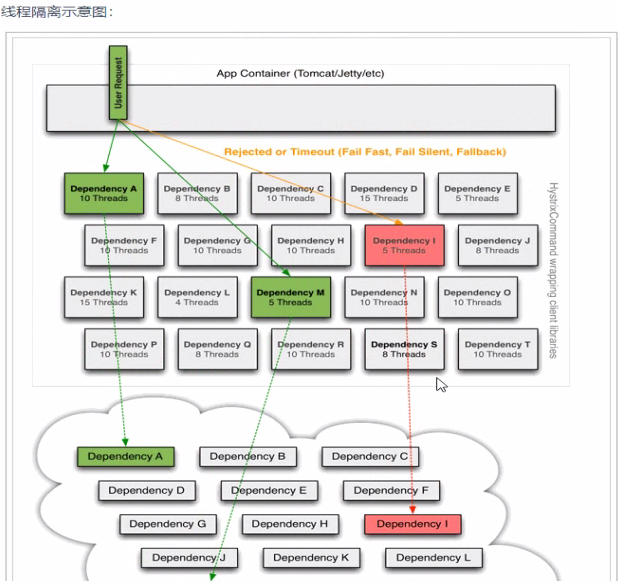 线程隔离示意图：
User Request
App Container (Tomcat/Jetty/etc)
Rejected or Timeout (Fail Fast, Fail Silent, Fallback)
Dependency A
10 Threads
Dependency B
8 Threads
Dependency C
10 Threads
Dependency D
15 Threads
Dependency E
5 Threads
Dependency F
10 Threads
Dependency G
10 Threads
Dependency H
10 Threads
Dependency I
5 Threads
Dependency J
8 Threads
Dependency K
15 Threads
Dependency L
4 Threads
Dependency M
5 Threads
Dependency N
10 Threads
Dependency O
10 Threads
Dependency P
10 Threads
Dependency Q
8 Threads
Dependency R
10 Threads
Dependency S
8 Threads
Dependency T
10 Threads
HystrixCommand wrapping client libraries
Dependency A
Dependency B
Dependency C
Dependency D
Dependency E
Dependency F
Dependency G
Dependency H
Dependency I
Dependency J
Dependency K
Dependency L